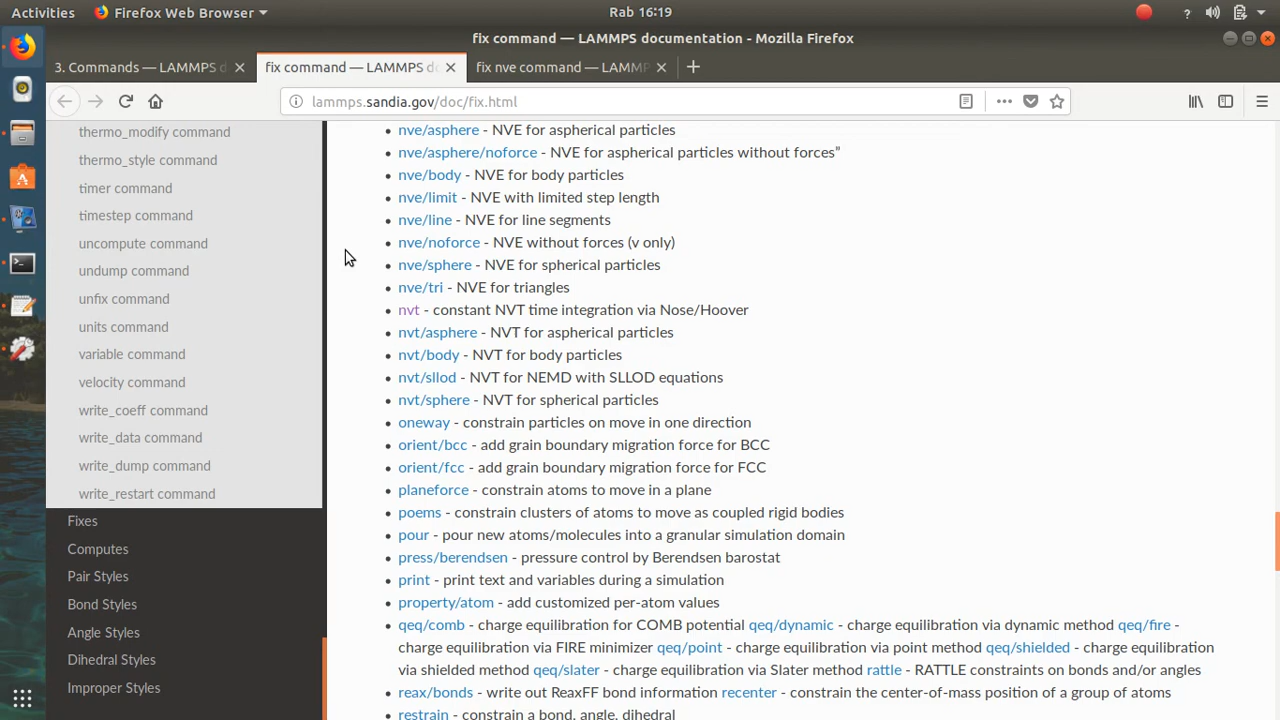 Activities Firefox Web Browser Rab 16:19
fix command — LAMMPS documentation - Mozilla Firefox
3. Commands — LAMMPS d fix command — LAMMPS do fix nve command — LAMMP
lammps.sandia.gov/doc/fix.html
thermo_modify command
thermo_style command
timer command
timestep command
uncompute command
undump command
unfix command
units command
variable command
velocity command
write_coeff command
write_data command
write_dump command
write_restart command
Fixes
Computes
Pair Styles
Bond Styles
Angle Styles
Dihedral Styles
Improper Styles
nve/asphere - NVE for aspherical particles
nve/asphere/noforce - NVE for aspherical particles without forces”
nve/body - NVE for body particles
nve/limit - NVE with limited step length
nve/line - NVE for line segments
nve/noforce - NVE without forces (v only)
nve/sphere - NVE for spherical particles
nve/tri - NVE for triangles
nvt - constant NVT time integration via Nose/Hoover
nvt/asphere - NVT for aspherical particles
nvt/body - NVT for body particles
nvt/sllod - NVT for NEMD with SLLOD equations
nvt/sphere - NVT for spherical particles
oneway - constrain particles on move in one direction
orient/bcc - add grain boundary migration force for BCC
orient/fcc - add grain boundary migration force for FCC
planeforce - constrain atoms to move in a plane
poems - constrain clusters of atoms to move as coupled rigid bodies
pour - pour new atoms/molecules into a granular simulation domain
press/berendsen - pressure control by Berendsen barostat
print - print text and variables during a simulation
property/atom - add customized per-atom values
qeq/comb - charge equilibration for COMB potential qeq/dynamic - charge equilibration via dynamic method qeq/fire -
charge equilibration via FIRE minimizer qeq/point - charge equilibration via point method qeq/shielded - charge equilibration
via shielded method qeq/slater - charge equilibration via Slater method rattle - RATTLE constraints on bonds and/or angles
reax/bonds - write out ReaxFF bond information recenter - constrain the center-of-mass position of a group of atoms
restrain - constrain a bond, angle, dihedral